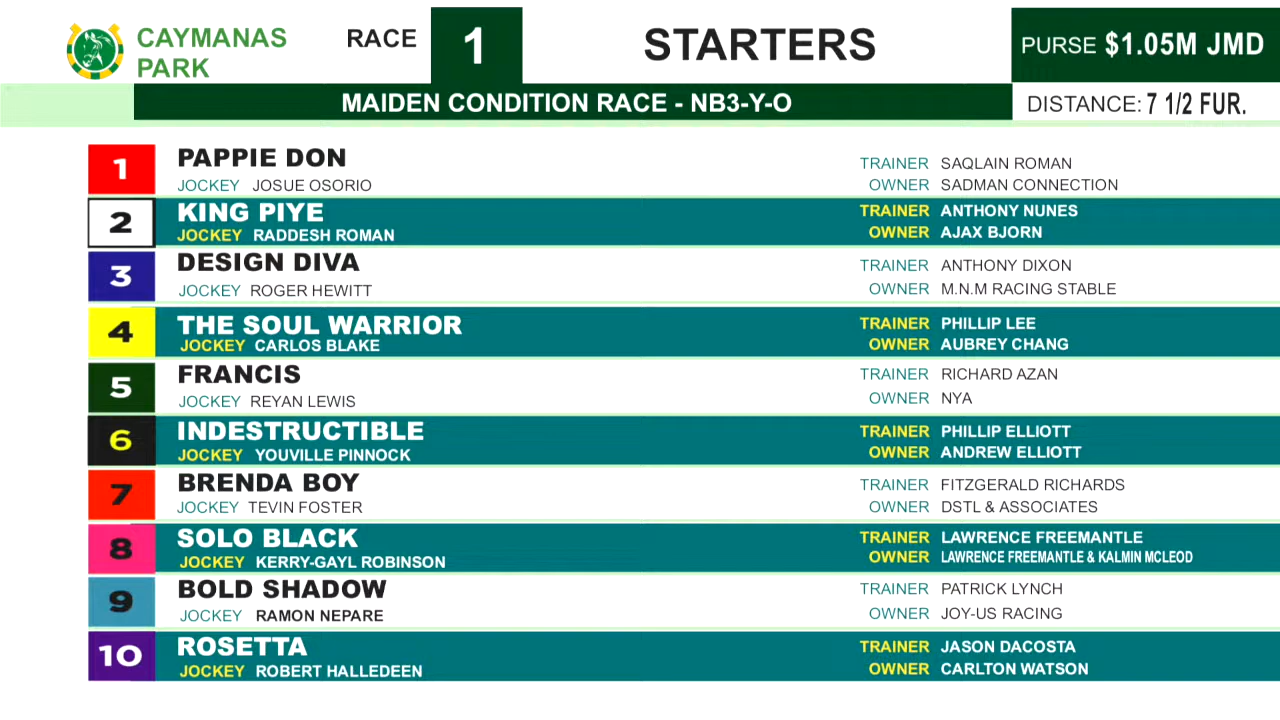 CAYMANAS PARK
RACE 1
STARTERS
PURSE $1.05M JMD
MAIDEN CONDITION RACE - NB3-Y-O
DISTANCE: 7 1/2 FUR.
1 PAPPIE DON
JOCKEY JOSUE OSORIO
TRAINER SAQLAIN ROMAN
OWNER SADMAN CONNECTION
2 KING PIYE
JOCKEY RADDESH ROMAN
TRAINER ANTHONY NUNES
OWNER AJAX BJORN
3 DESIGN DIVA
JOCKEY ROGER HEWITT
TRAINER ANTHONY DIXON
OWNER M.N.M RACING STABLE
4 THE SOUL WARRIOR
JOCKEY CARLOS BLAKE
TRAINER PHILLIP LEE
OWNER AUBREY CHANG
5 FRANCIS
JOCKEY REYAN LEWIS
TRAINER RICHARD AZAN
OWNER NYA
6 INDESTRUCTIBLE
JOCKEY YOUVILLE PINNOCK
TRAINER PHILLIP ELLIOTT
OWNER ANDREW ELLIOTT
7 BRENDA BOY
JOCKEY TEVIN FOSTER
TRAINER FITZGERALD RICHARDS
OWNER DSTL & ASSOCIATES
8 SOLO BLACK
JOCKEY KERRY-GAYL ROBINSON
TRAINER LAWRENCE FREEMANTLE
OWNER LAWRENCE FREEMANTLE & KALMIN MCLEOD
9 BOLD SHADOW
JOCKEY RAMON NEPARE
TRAINER PATRICK LYNCH
OWNER JOY-US RACING
10 ROSETTA
JOCKEY ROBERT HALLEDEEN
TRAINER JASON DACOSTA
OWNER CARLTON WATSON